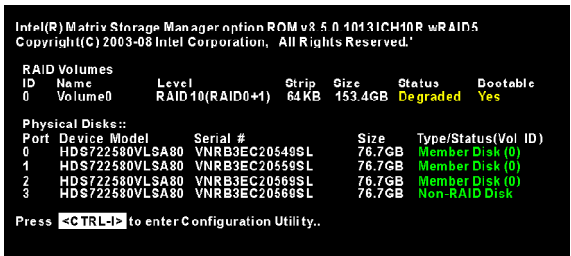 Intel(R) Matrix Storage Manager option ROM v8.5.0.1013 ICH10R wRAID5
Copyright(C) 2003-08 Intel Corporation, All Rights Reserved.'
RAID Volumes
ID Name Level Strip Size Status Bootable
0 Volume0 RAID 10(RAID0+1) 64KB 153.4GB Degraded Yes
Physical Disks::
Port Device Model Serial # Size Type/Status(Vol ID)
0 HDS722580VLSA80 VNRB3EC20549SL 76.7GB Member Disk (0)
1 HDS722580VLSA80 VNRB3EC20559SL 76.7GB Member Disk (0)
2 HDS722580VLSA80 VNRB3EC20569SL 76.7GB Member Disk (0)
3 HDS722580VLSA80 VNRB3EC20569SL 76.7GB Non-RAID Disk
Press <CTRL-I> to enter Configuration Utility..